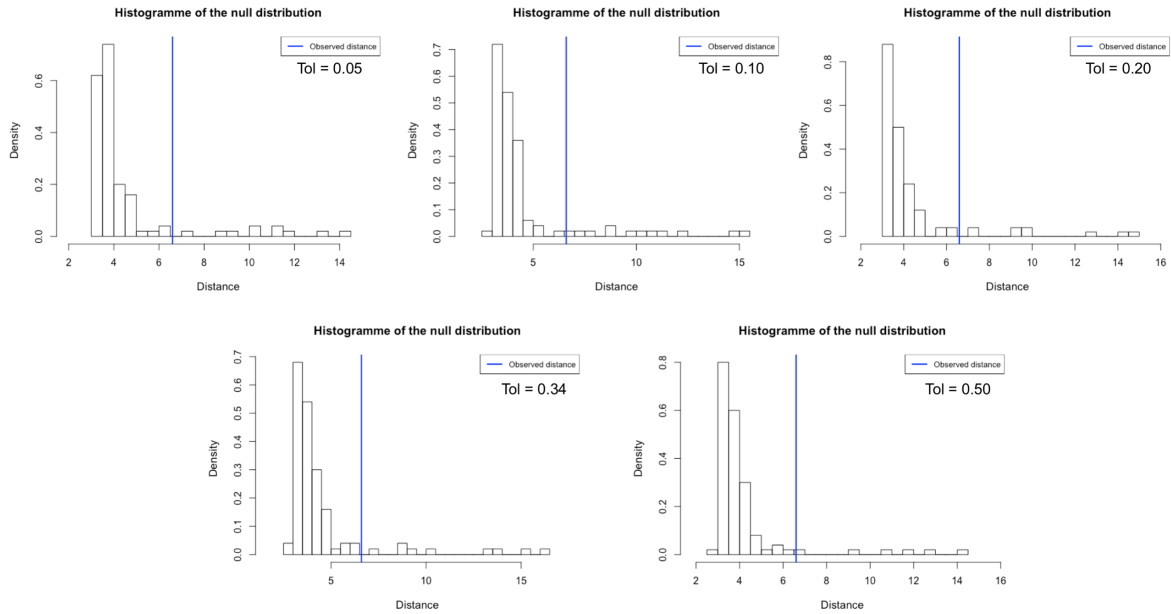 Histogramme of the null distribution
Observed distance
Tol = 0.05
Density
0.0 0.2 0.4 0.6
2 4 6 8 10 12 14
Distance
Histogramme of the null distribution
Observed distance
Tol = 0.10
Density
0.0 0.1 0.2 0.3 0.4 0.5 0.6 0.7
5 10 15
Distance
Histogramme of the null distribution
Observed distance
Tol = 0.20
Density
0.0 0.2 0.4 0.6 0.8
2 4 6 8 10 12 14 16
Distance
Histogramme of the null distribution
Observed distance
Tol = 0.34
Density
0.0 0.1 0.2 0.3 0.4 0.5 0.6 0.7
5 10 15
Distance
Histogramme of the null distribution
Observed distance
Tol = 0.50
Density
0.0 0.2 0.4 0.6 0.8
2 4 6 8 10 12 14 16
Distance